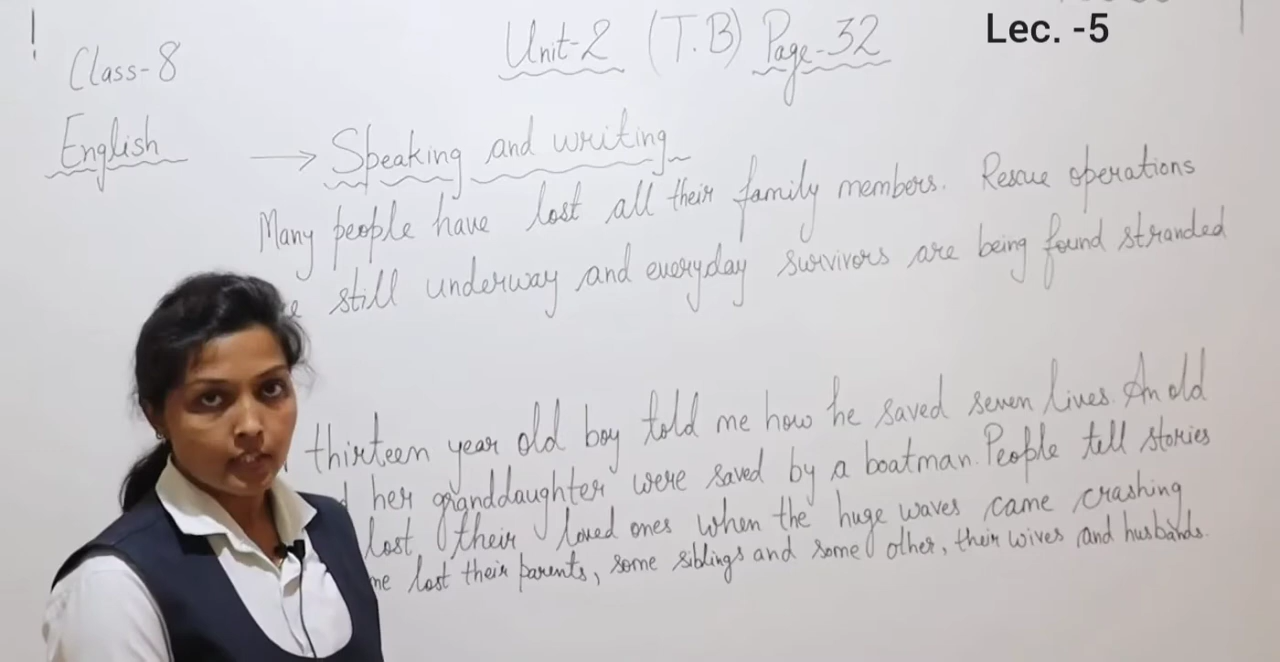 Class-8
English
Unit-2 (T.B) Page-32
Lec. -5
→ Speaking and writing
Many people have lost all their family members. Rescue operations
still underway and everyday survivors are being found stranded
thirteen year old boy told me how he saved seven lives. An old
her granddaughter were saved by a boatman. People tell stories
lost their loved ones when the huge waves came crashing
lost their parents, some siblings and some other, their wives and husbands.